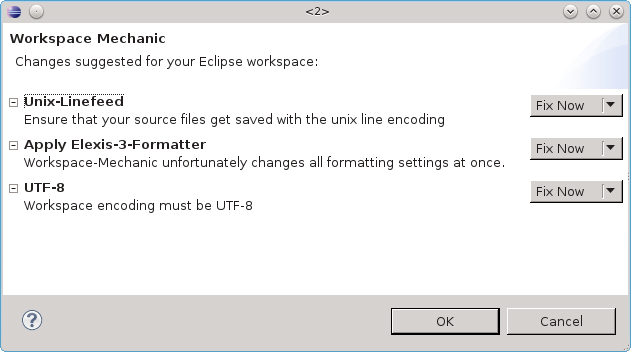 <2>
Workspace Mechanic
Changes suggested for your Eclipse workspace:
Unix-Linefeed
Fix Now
Ensure that your source files get saved with the unix line encoding
Apply Elexis-3-Formatter
Fix Now
Workspace-Mechanic unfortunately changes all formatting settings at once.
UTF-8
Fix Now
Workspace encoding must be UTF-8
?
OK
Cancel